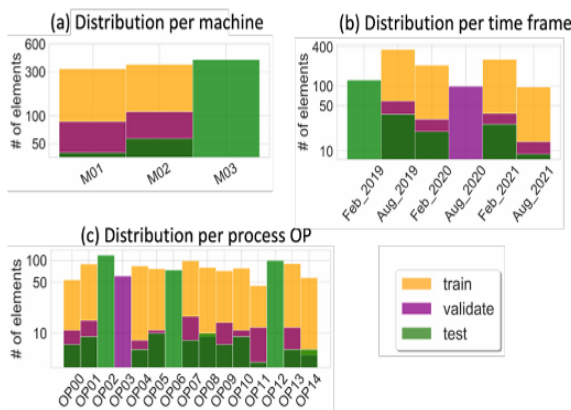 (a) Distribution per machine
# of elements
600
300
100
50
M01
M02
M03
(b) Distribution per time frame
# of elements
400
100
50
10
Feb_2019
Aug_2019
Feb_2020
Aug_2020
Feb_2021
Aug_2021
(c) Distribution per process OP
# of elements
100
50
10
OP00
OP01
OP02
OP03
OP04
OP05
OP06
OP07
OP08
OP09
OP10
OP11
OP12
OP13
OP14
train
validate
test